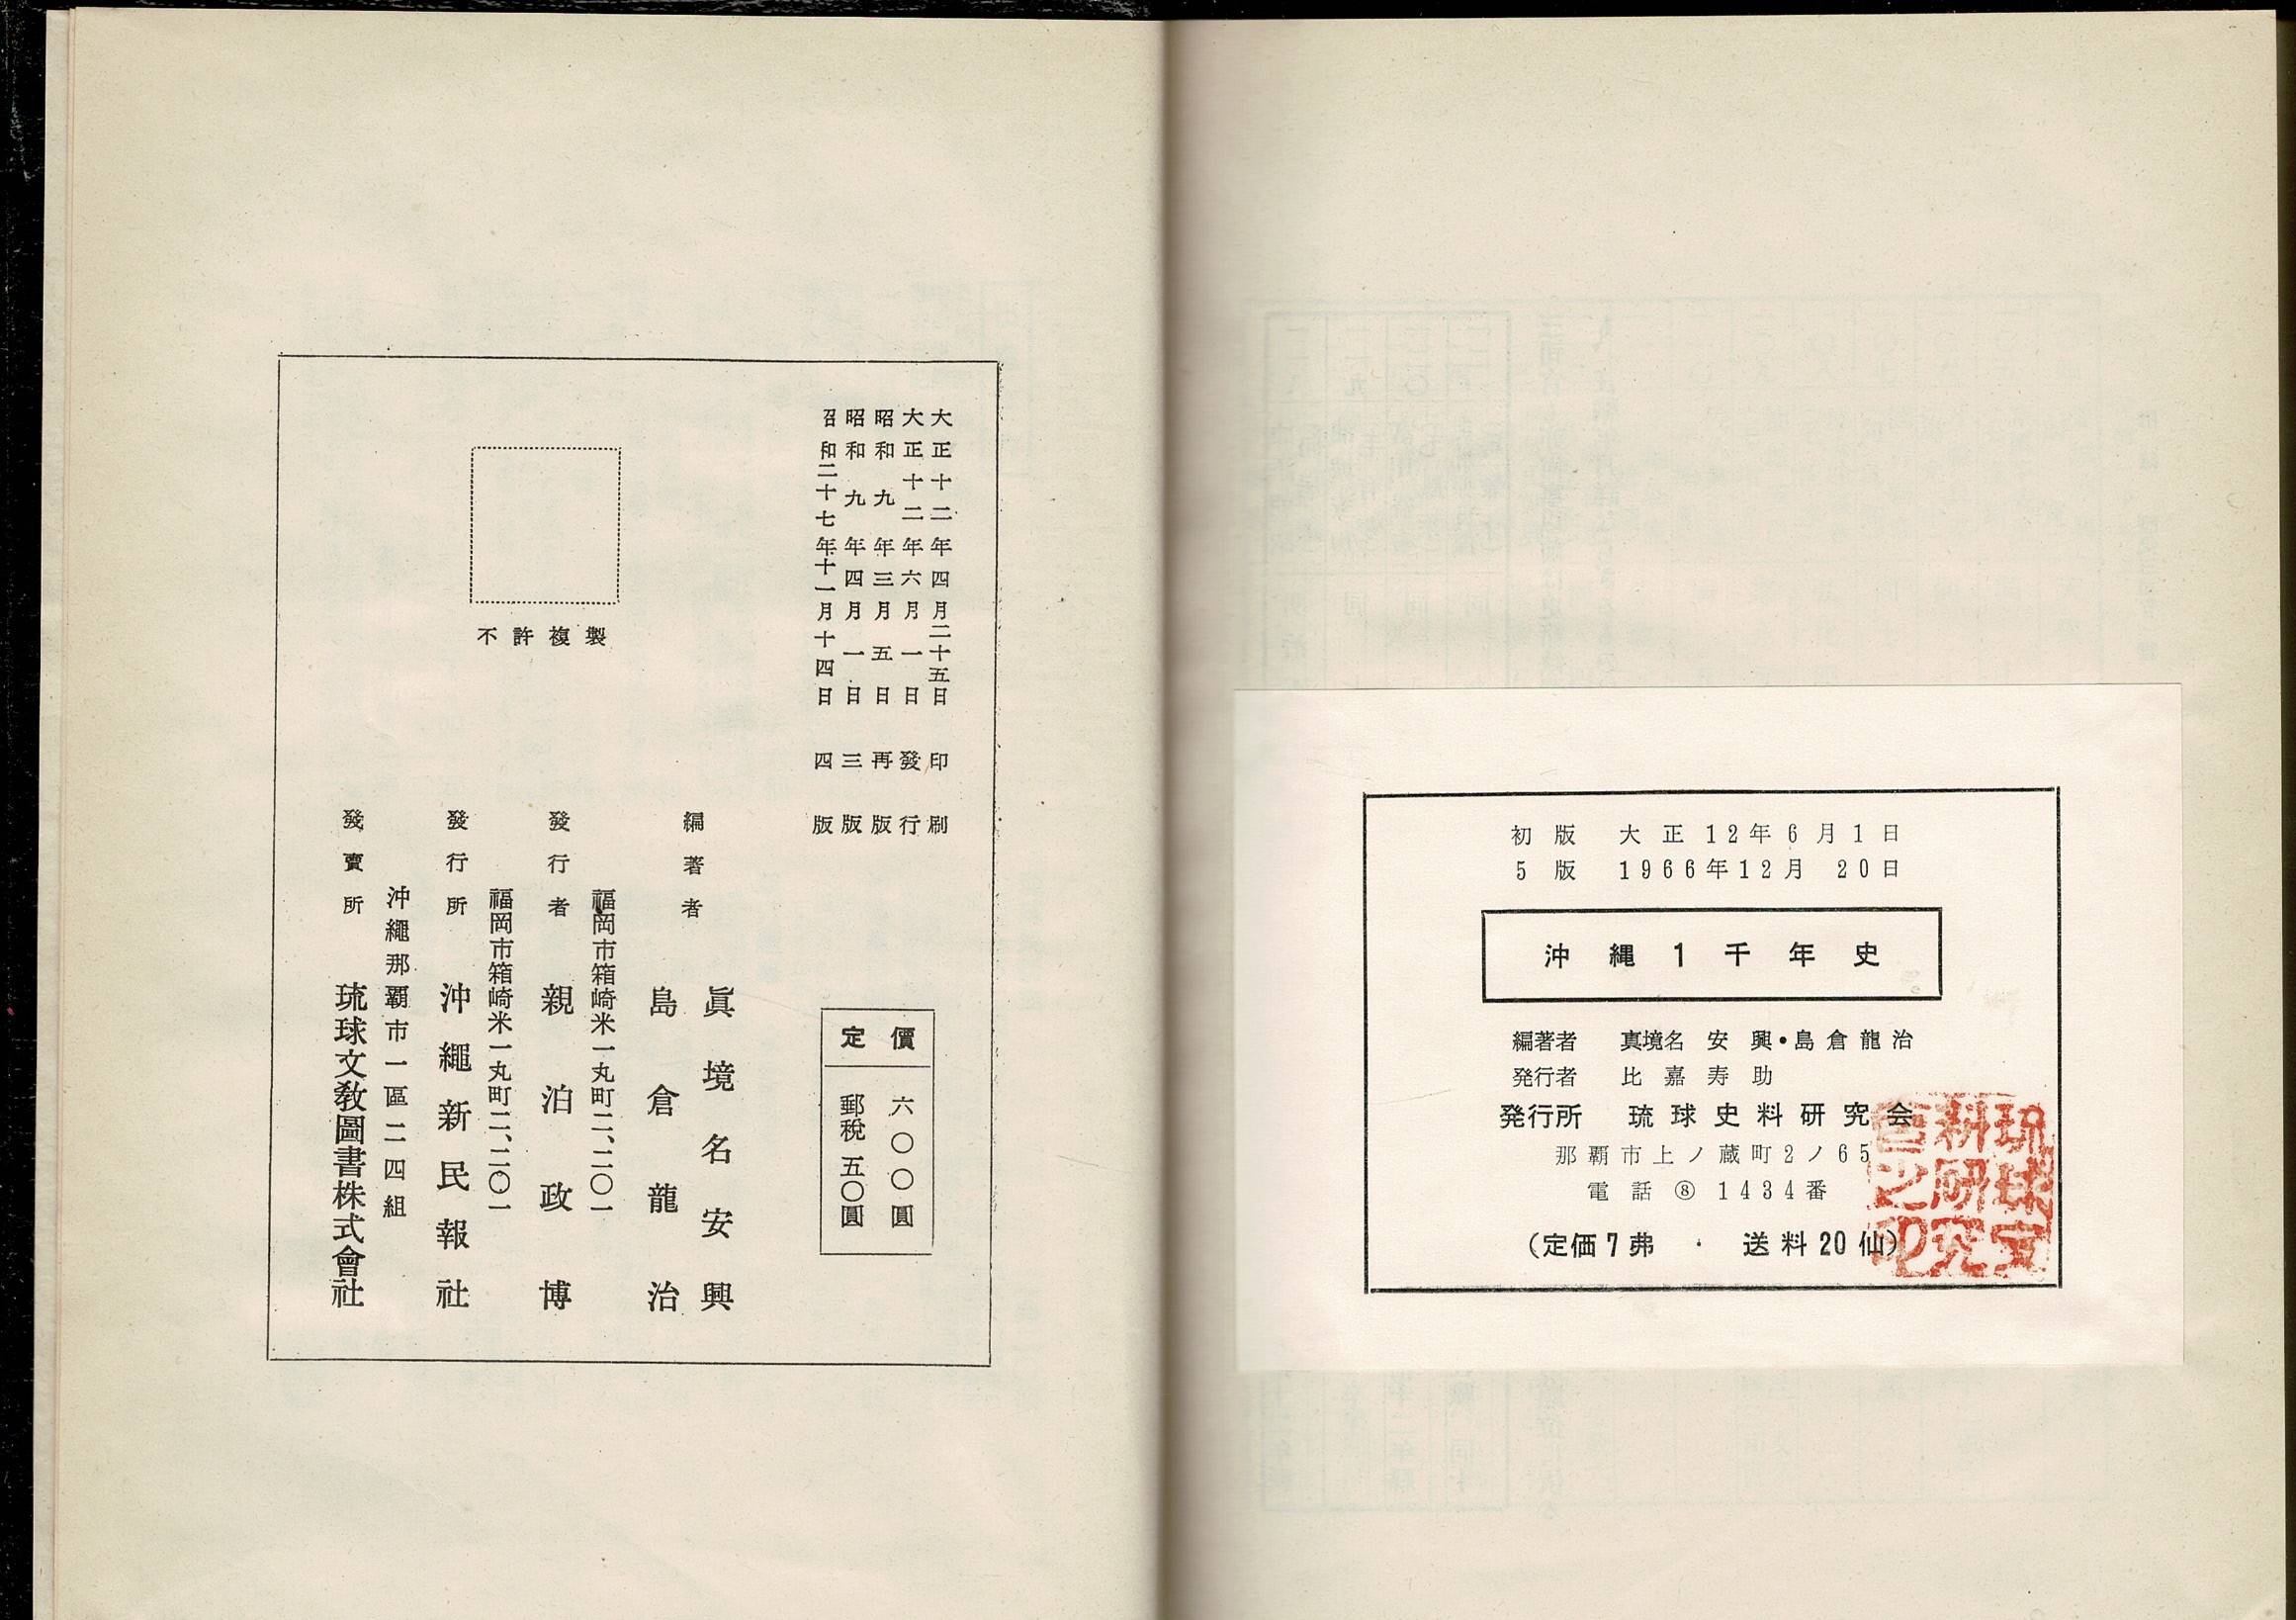 初版 大正12年6月1日
5版 1966年12月20日
沖縄1千年史
編著者 真境名安興・島倉龍治
発行者 比嘉寿助
発行所 琉球史料研究会
那覇市上ノ蔵町2ノ65
電話⑧1434番
(定価7弗・送料20仙)
大正十二年四月二十五日印刷
大正十二年六月一日發行
昭和九年三月五日再版
昭和九年四月一日三版
昭和二十七年十一月十四日四版
定價
六〇〇圓
郵税五〇圓
不許複製
編著者
眞境名安興
島倉龍治
福岡市箱崎米一丸町二、二〇一
發行者 親泊政博
福岡市箱崎米一丸町二、二〇一
發行所 沖繩新民報社
沖繩那覇市一區二四組
發賣所 琉球文敎圖書株式會社